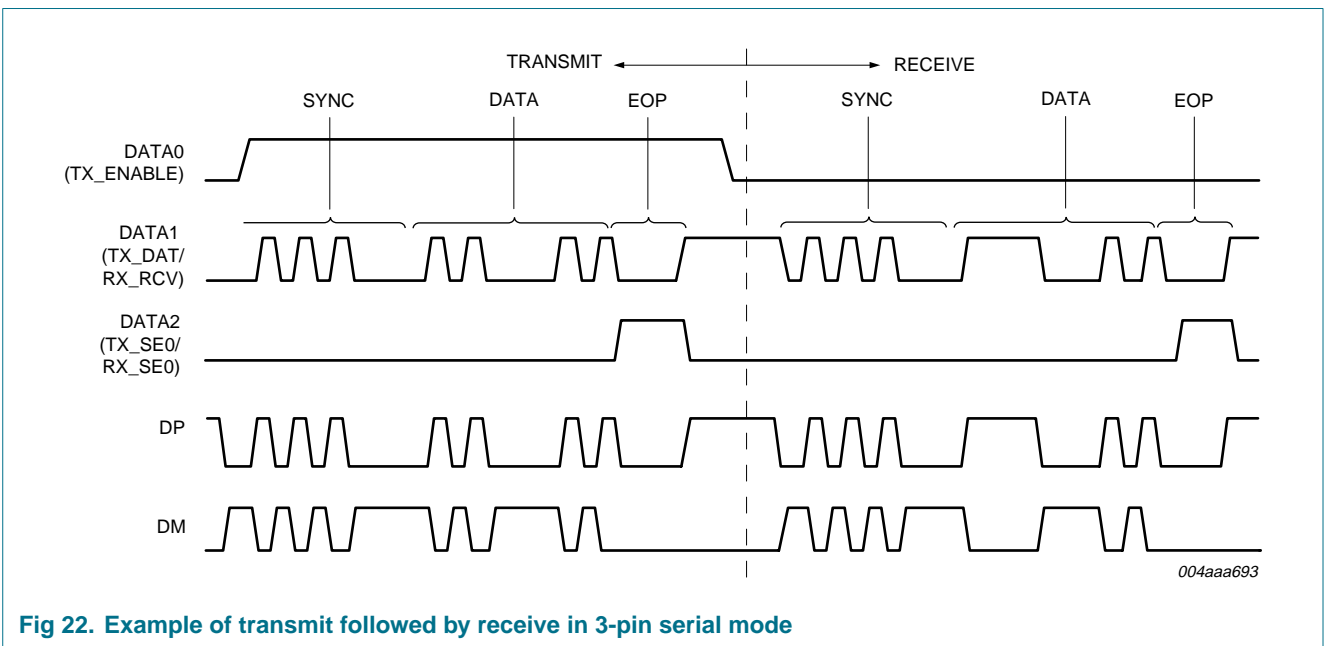 TRANSMIT RECEIVE
SYNC DATA EOP SYNC DATA EOP
DATA0
(TX_ENABLE)
DATA1
(TX_DAT/
RX_RCV)
DATA2
(TX_SE0/
RX_SE0)
DP
DM
004aaa693
Fig 22. Example of transmit followed by receive in 3-pin serial mode